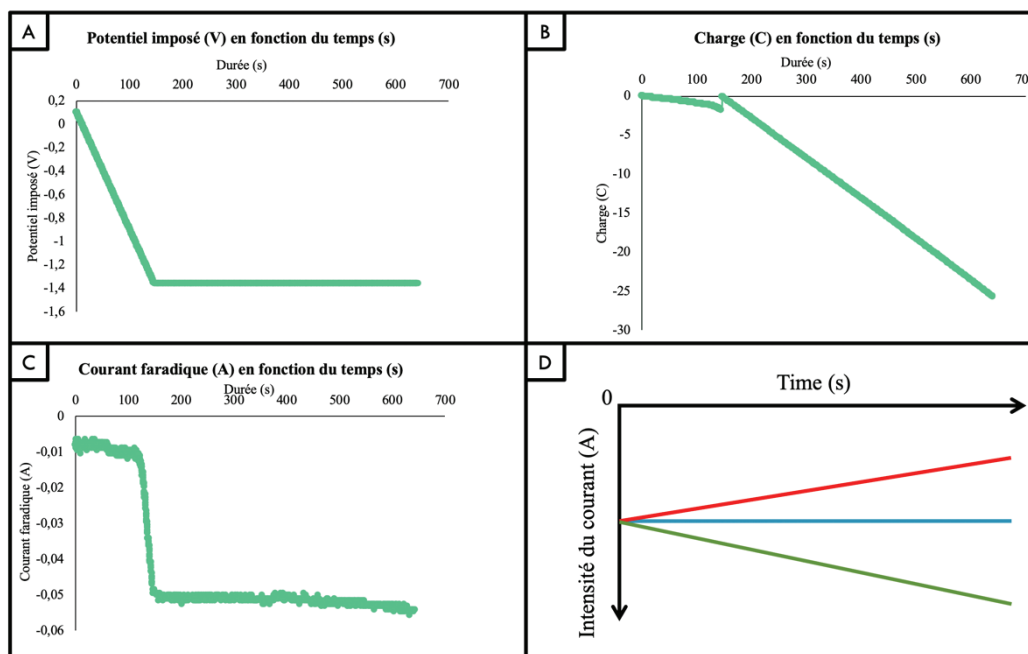 A
Potentiel imposé (V) en fonction du temps (s)
Durée (s)
0 100 200 300 400 500 600 700
0,2
0
-0,2
-0,4
-0,6
-0,8
-1
-1,2
-1,4
-1,6
Potentiel imposé (V)
B
Charge (C) en fonction du temps (s)
Durée (s)
0 100 200 300 400 500 600 700
0
-5
-10
-15
-20
-25
-30
Charge (C)
C
Courant faradique (A) en fonction du temps (s)
Durée (s)
0 100 200 300 400 500 600 700
0
-0,01
-0,02
-0,03
-0,04
-0,05
-0,06
Courant faradique (A)
D
Time (s)
0
Intensité du courant (A)